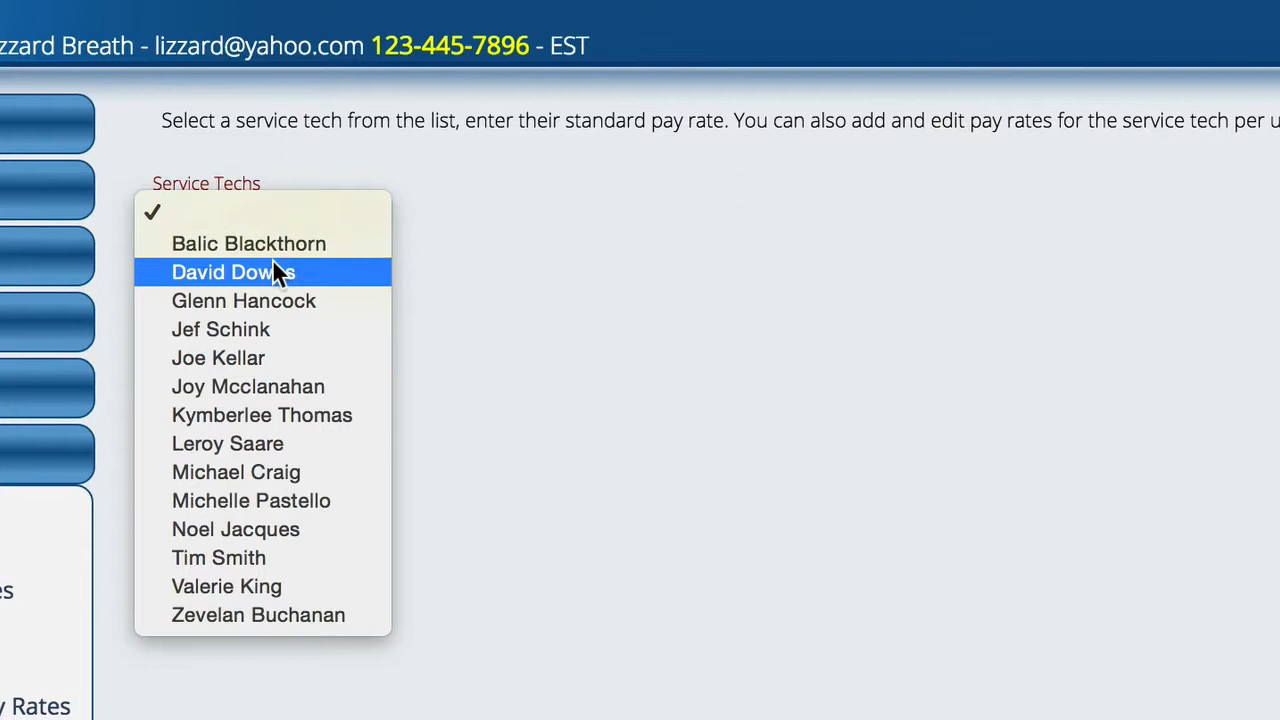 zzard Breath - lizzard@yahoo.com 123-445-7896 - EST
Select a service tech from the list, enter their standard pay rate. You can also add and edit pay rates for the service tech per u
Service Techs
✓
Balic Blackthorn
David
Glenn Hancock
Jef Schink
Joe Kellar
Joy Mcclanahan
Kymberlee Thomas
Leroy Saare
Michael Craig
Michelle Pastello
Noel Jacques
Tim Smith
Valerie King
Zevelan Buchanan
es
y Rates